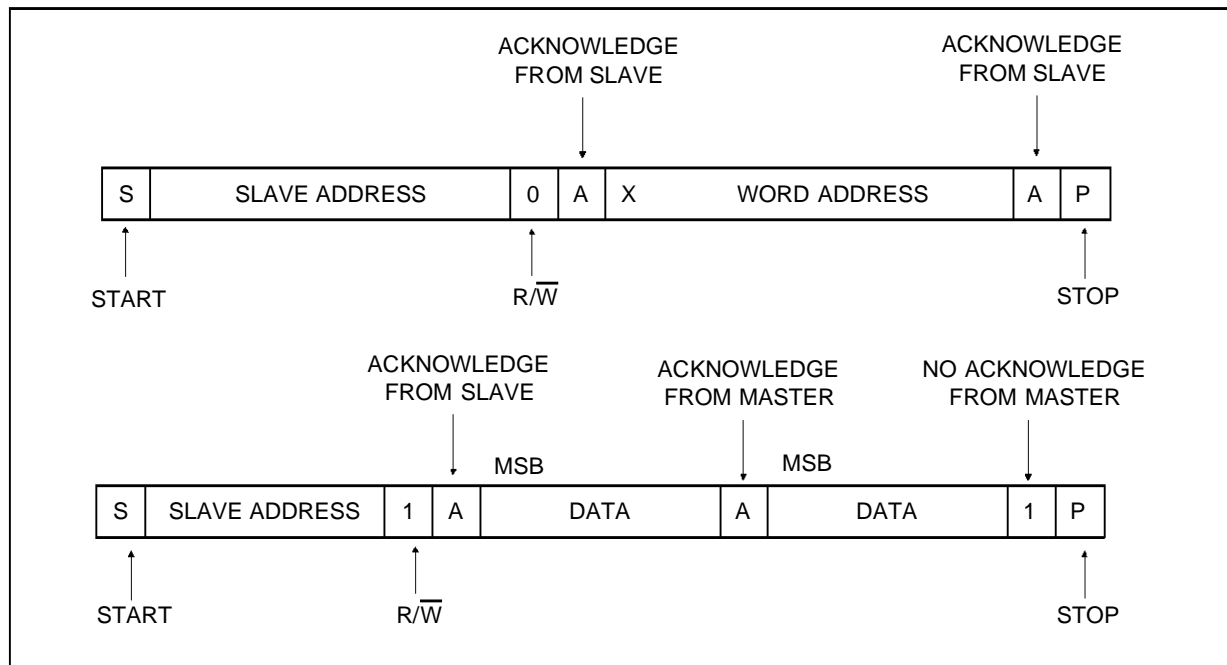 ACKNOWLEDGE
FROM SLAVE
ACKNOWLEDGE
FROM SLAVE
S SLAVE ADDRESS 0 A X WORD ADDRESS A P
START
R/W̅
STOP
ACKNOWLEDGE
FROM SLAVE
ACKNOWLEDGE
FROM MASTER
NO ACKNOWLEDGE
FROM MASTER
MSB
MSB
S SLAVE ADDRESS 1 A DATA A DATA 1 P
START
R/W̅
STOP